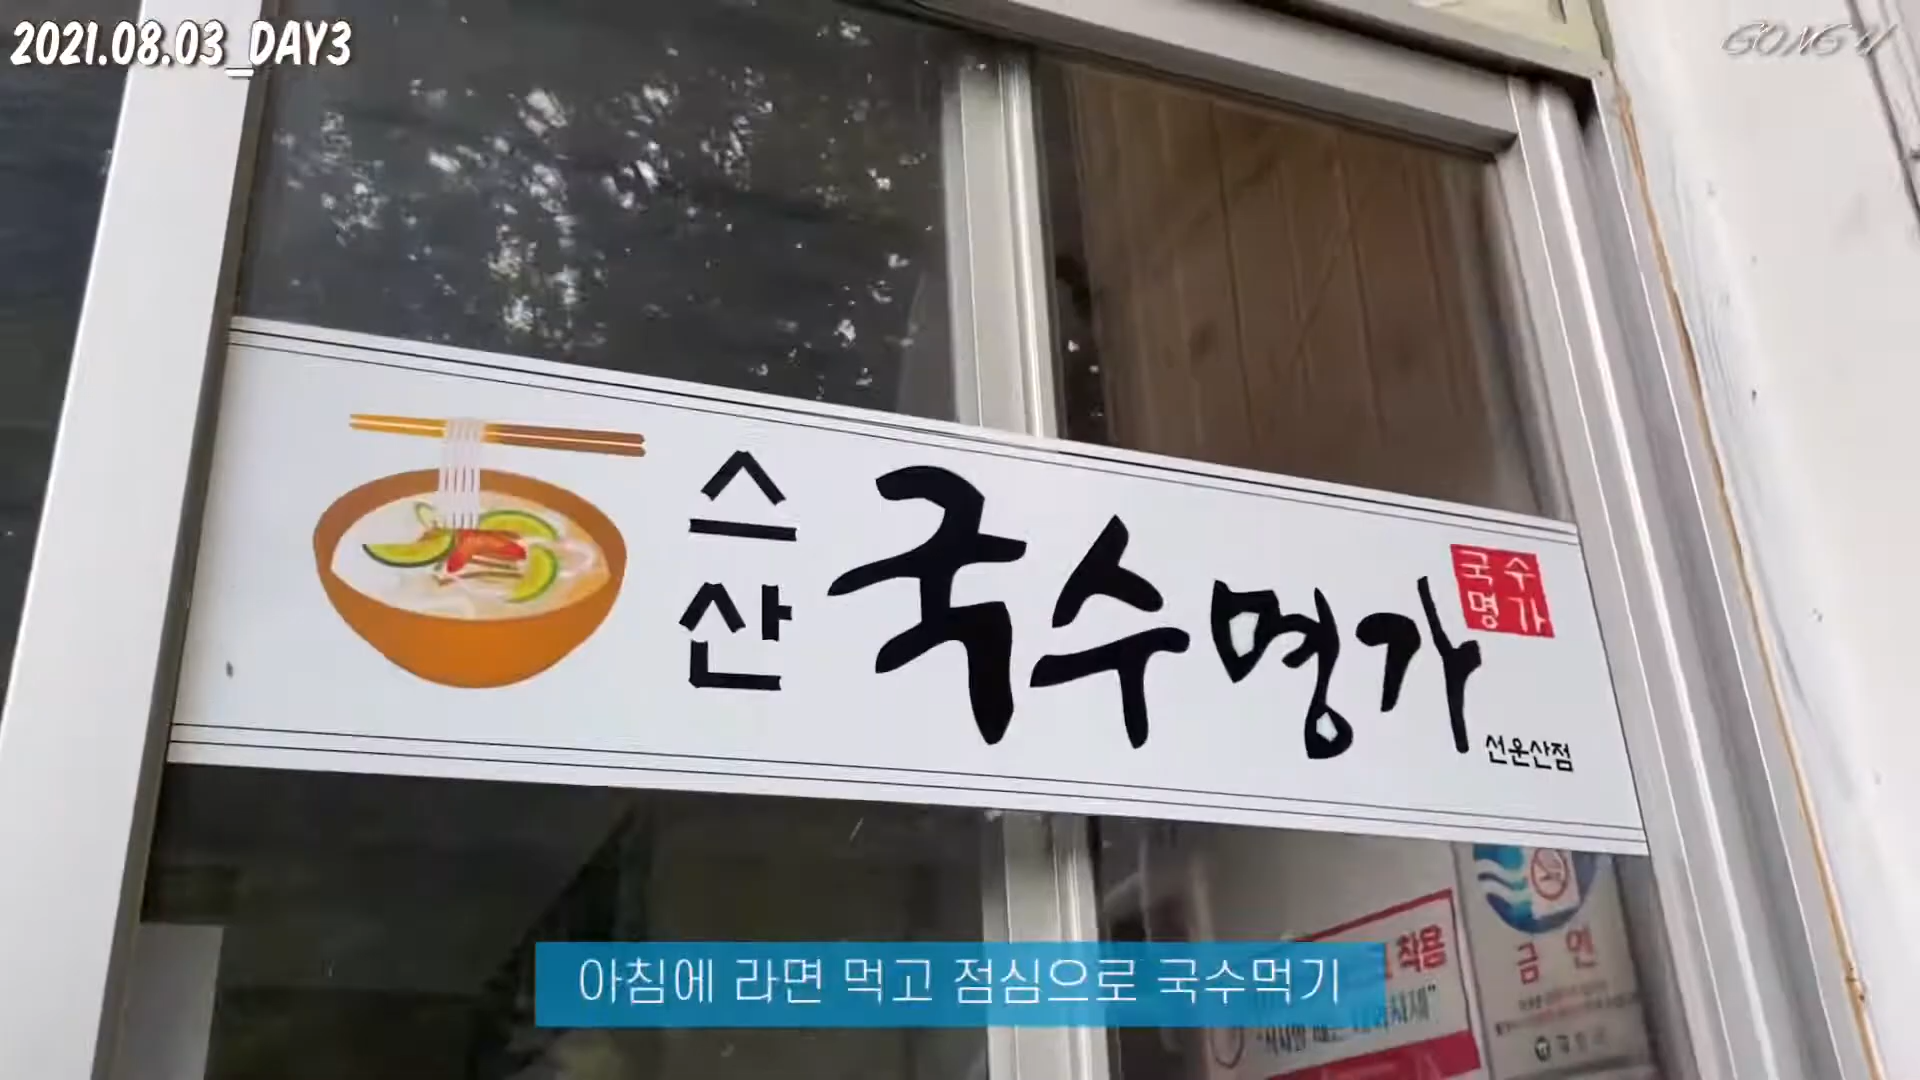 2021.08.03_DAY3
GONG'H
스산 국수명가
국수
명가
선운산점
착용
금연
아침에 라면 먹고 점심으로 국수먹기